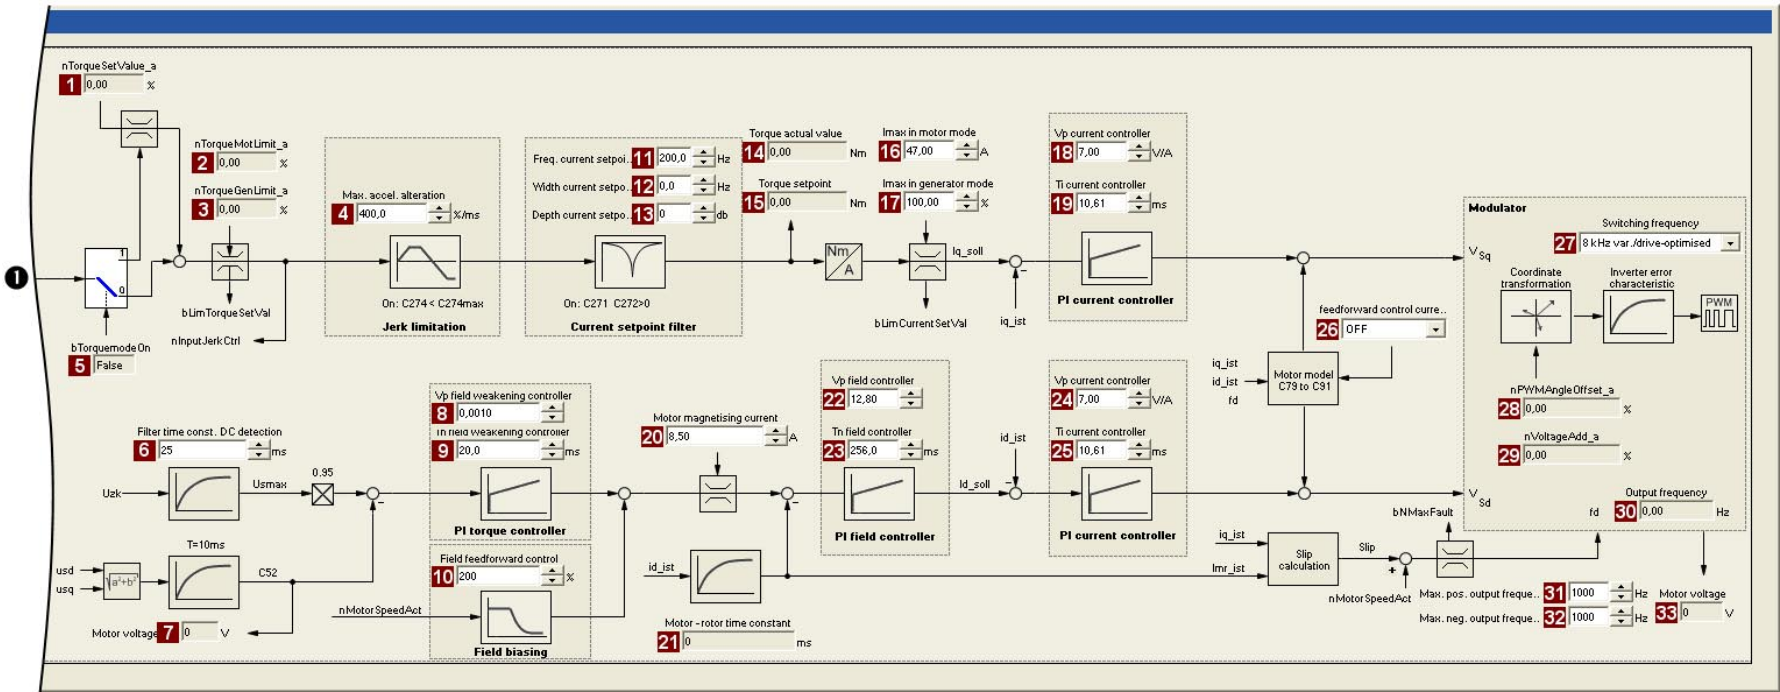 nTorqueSetValue_a
1 0,00 %
nTorqueMotLimit_a
2 0,00 %
nTorqueGenLimit_a
3 0,00 %
1
0
bLimTorqueSetVal
nInputJerkCtrl
bTorquemodeOn
5 False
❶
Max. accel. alteration
4 400,0 %/ms
On: C274 < C274max
Jerk limitation
Freq. current setpoi.. 11 200,0 Hz
Width current setpo.. 12 0,0 Hz
Depth current setpo.. 13 0 db
On: C271 C272>0
Current setpoint filter
Torque actual value
14 0,00 Nm
Torque setpoint
15 0,00 Nm
Nm
A
Imax in motor mode
16 47,00 A
Imax in generator mode
17 100,00 %
Iq_soll
bLimCurrentSetVal
iq_ist
-
Vp current controller
18 7,00 V/A
Ti current controller
19 10,61 ms
PI current controller
feedforward control curre..
26 OFF
iq_ist
id_ist
fd
Motor model
C79 to C91
Modulator
Switching frequency
27 8 kHz var./drive-optimised
V Sq
Coordinate
transformation
Inverter error
characteristic
PWM
nPWMAngleOffset_a
28 0,00 %
nVoltageAdd_a
29 0,00 %
V Sd
Output frequency
fd 30 0,00 Hz
Filter time const. DC detection
6 25 ms
Uzk
Usmax
0.95
-
T=10ms
usd
usq
√a²+b²
C52
Motor voltage 7 0 V
Vp field weakening controller
8 0,0010
Tn field weakening controller
9 20,0 ms
PI torque controller
Field feedforward control
10 200 %
nMotorSpeedAct
Field biasing
Motor magnetising current
20 8,50 A
-
id_ist
Motor - rotor time constant
21 0 ms
Vp field controller
22 12,80
Tn field controller
23 256,0 ms
PI field controller
Id_soll
id_ist
-
Vp current controller
24 7,00 V/A
Ti current controller
25 10,61 ms
PI current controller
Imr_ist
iq_ist
Slip
calculation
Slip
+
nMotorSpeedAct
bNMaxFault
Max. pos. output freque.. 31 1000 Hz
Max. neg. output freque.. 32 1000 Hz
Motor voltage
33 0 V